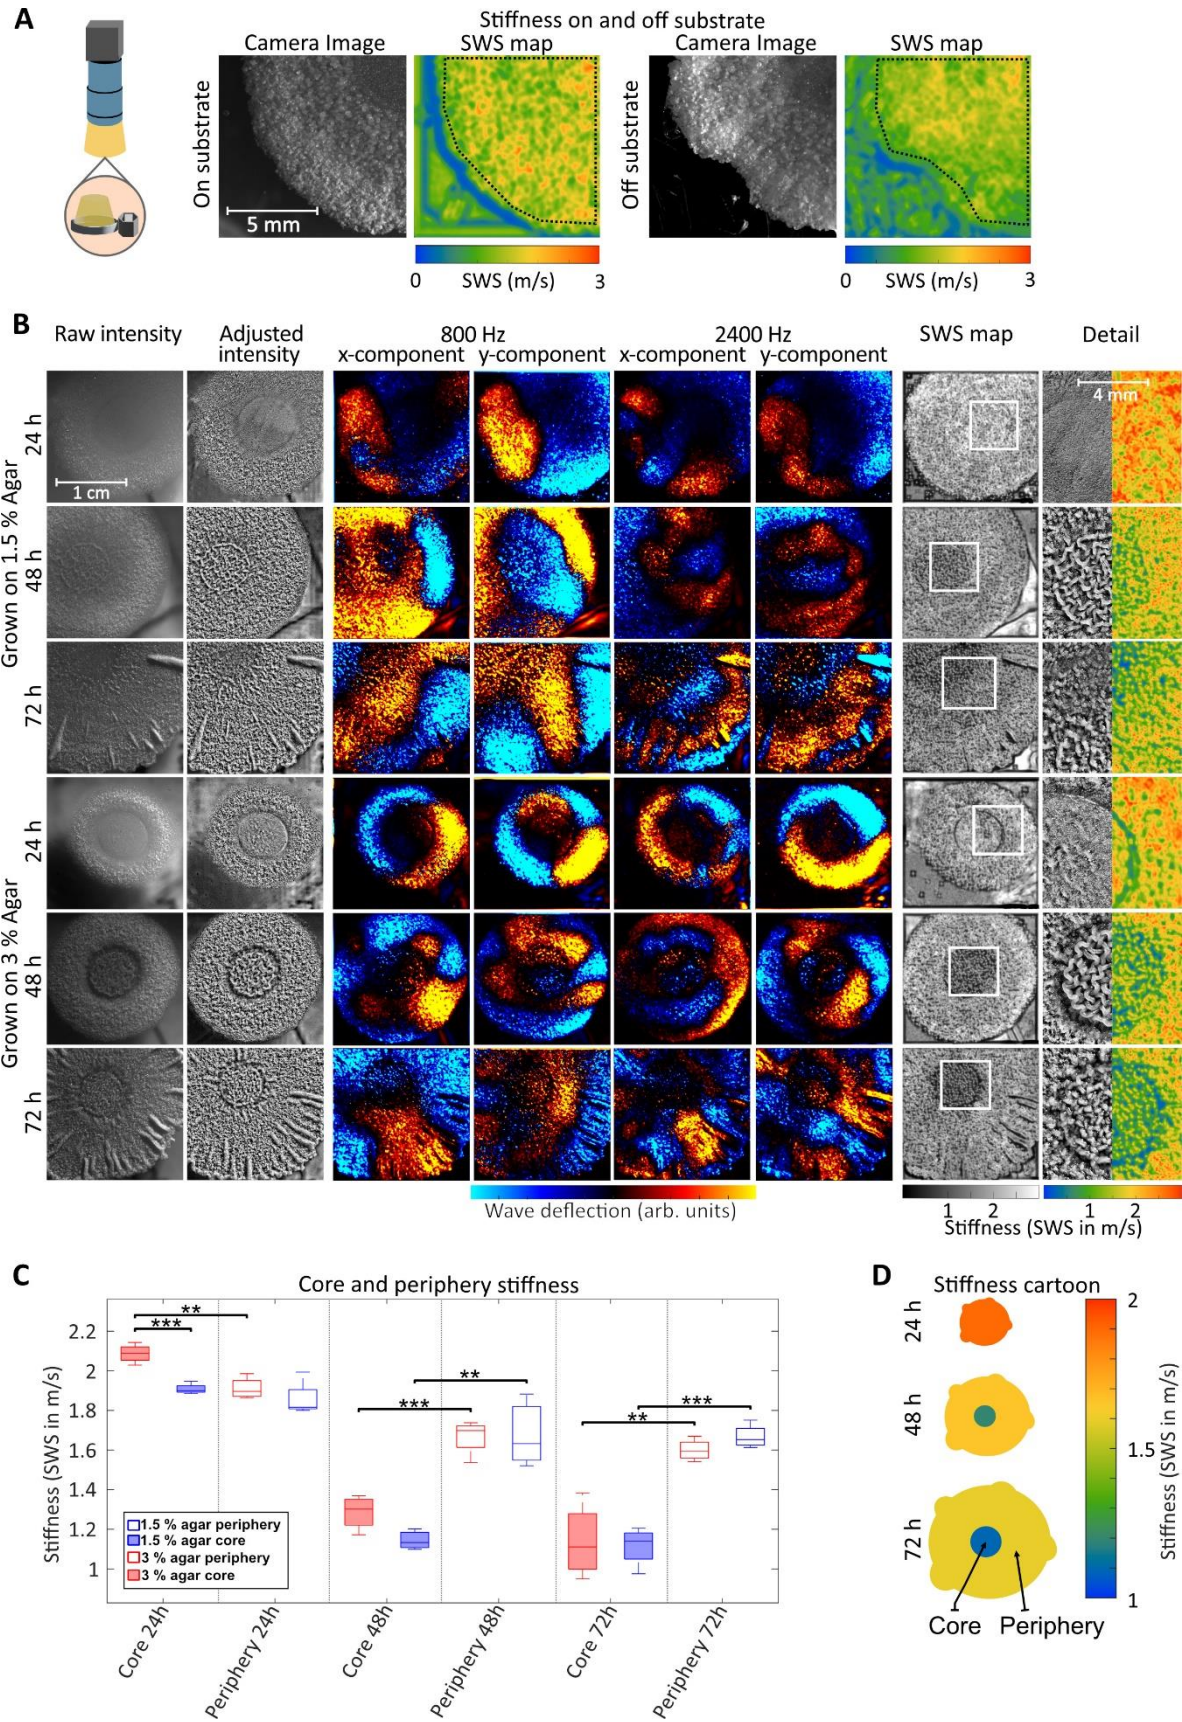 A
Stiffness on and off substrate
Camera Image
SWS map
Camera Image
SWS map
On substrate
5 mm
Off substrate
0
SWS (m/s)
3
0
SWS (m/s)
3
B
Raw intensity
Adjusted
intensity
800 Hz
x-component
y-component
2400 Hz
x-component
y-component
SWS map
Detail
Grown on 1.5 % Agar
24 h
1 cm
4 mm
48 h
72 h
Grown on 3 % Agar
24 h
48 h
72 h
Wave deflection (arb. units)
1
2
1
2
Stiffness (SWS in m/s)
C
Core and periphery stiffness
Stiffness (SWS in m/s)
2.2
2
1.8
1.6
1.4
1.2
1
**
***
***
**
**
***
1.5 % agar periphery
1.5 % agar core
3 % agar periphery
3 % agar core
Core 24h
Periphery 24h
Core 48h
Periphery 48h
Core 72h
Periphery 72h
D
Stiffness cartoon
24 h
48 h
72 h
Core
Periphery
2
1.5
1
Stiffness (SWS in m/s)